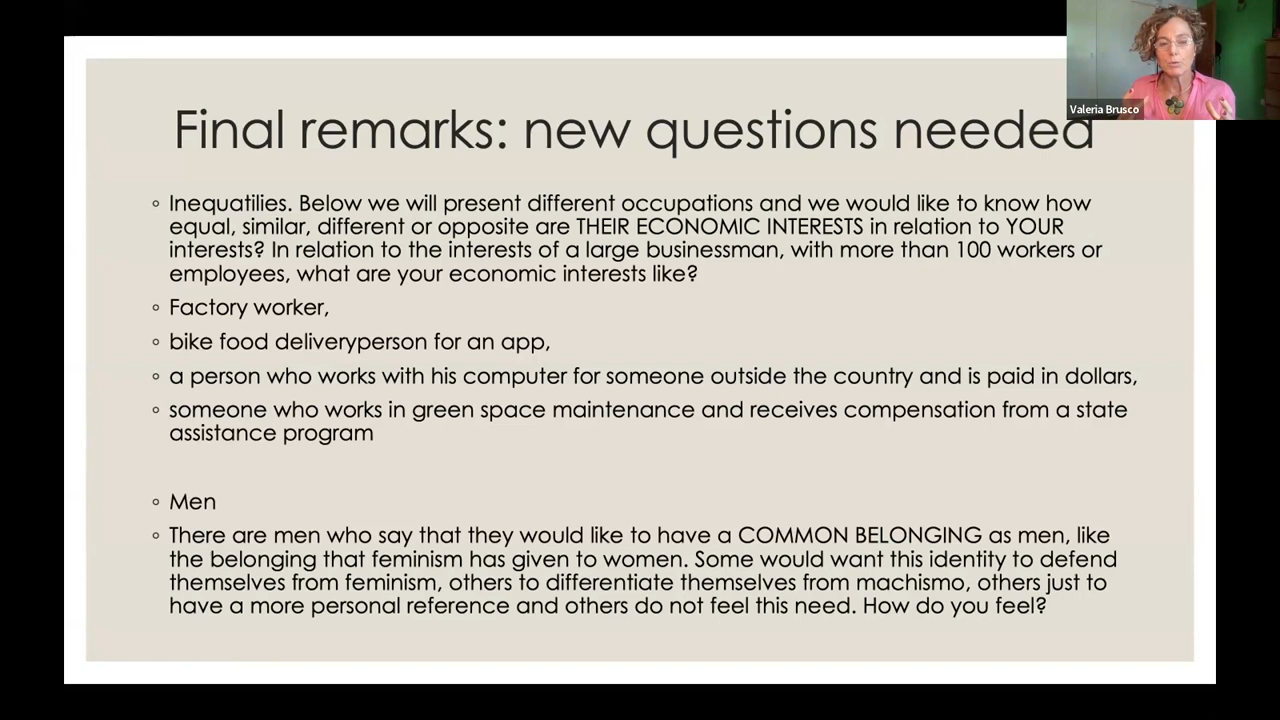 Valeria Brusco
Final remarks: new questions needed
◦ Inequatilies. Below we will present different occupations and we would like to know how
equal, similar, different or opposite are THEIR ECONOMIC INTERESTS in relation to YOUR
interests? In relation to the interests of a large businessman, with more than 100 workers or
employees, what are your economic interests like?
◦ Factory worker,
◦ bike food deliveryperson for an app,
◦ a person who works with his computer for someone outside the country and is paid in dollars,
◦ someone who works in green space maintenance and receives compensation from a state
assistance program
◦ Men
◦ There are men who say that they would like to have a COMMON BELONGING as men, like
the belonging that feminism has given to women. Some would want this identity to defend
themselves from feminism, others to differentiate themselves from machismo, others just to
have a more personal reference and others do not feel this need. How do you feel?